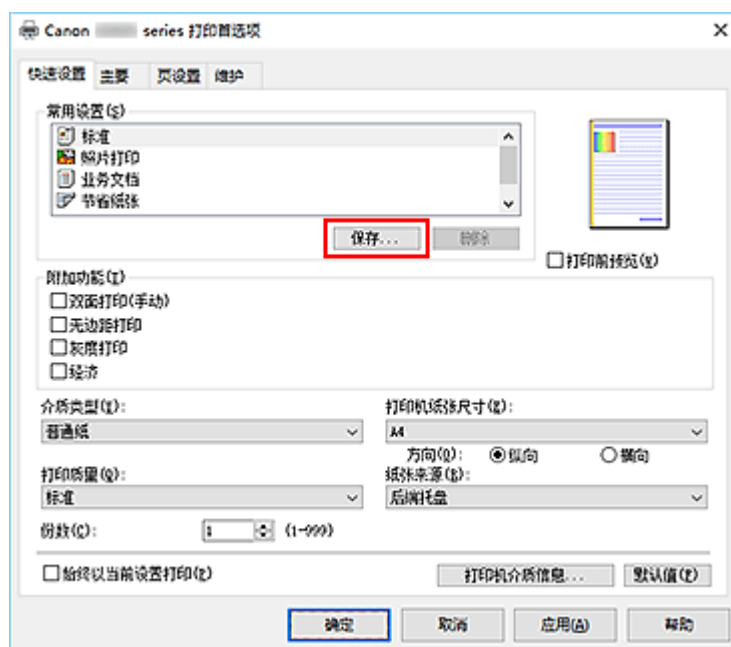 Canon series 打印首选项
快速设置 主要 页设置 维护
常用设置(S)
标准
照片打印
业务文档
节省纸张
保存... 删除
打印前预览(V)
附加功能(I)
双面打印(手动)
无边距打印
灰度打印
经济
介质类型(Y): 打印机纸张尺寸(Z):
普通纸 A4
方向(O): 纵向 横向
打印质量(Q): 纸张来源(B):
标准 后端托盘
份数(C): 1 (1-999)
始终以当前设置打印(P)
打印机介质信息... 默认值(F)
确定 取消 应用(A) 帮助